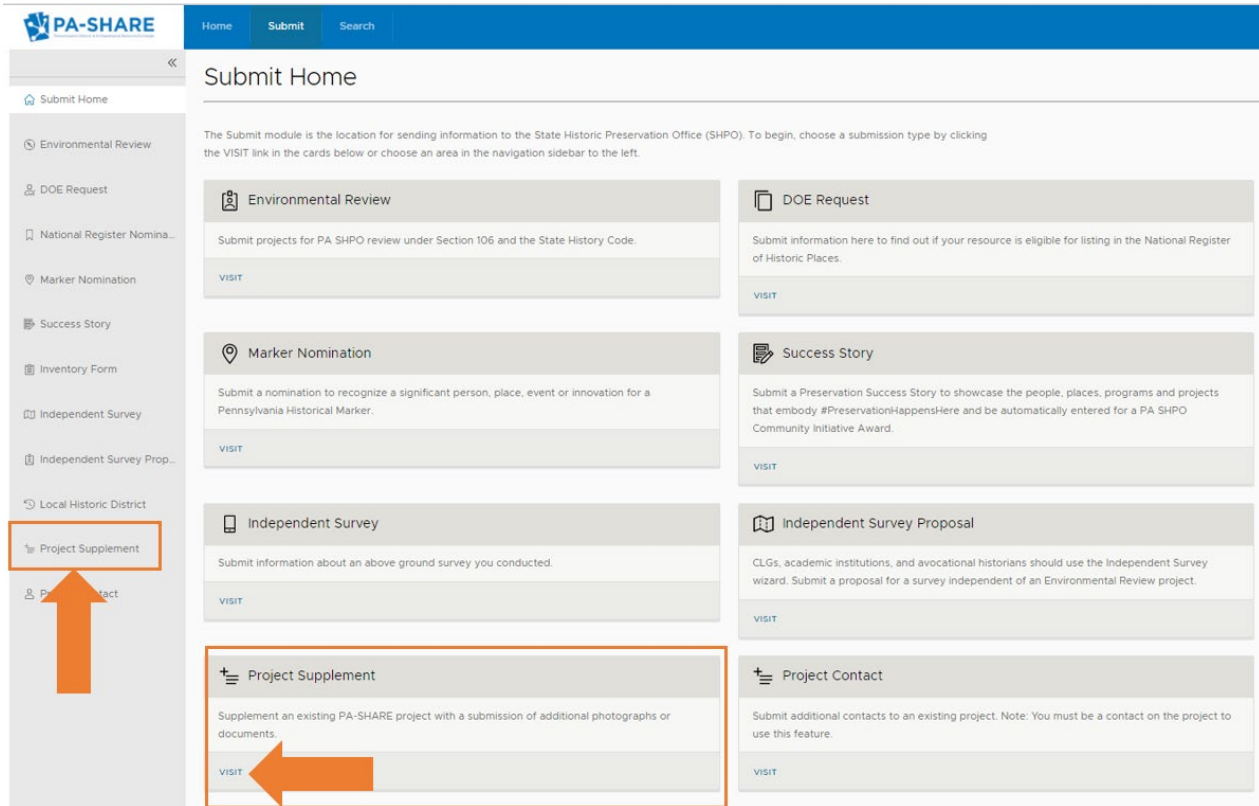 PA-SHARE
Home Submit Search
«
Submit Home
Submit Home
Environmental Review
DOE Request
National Register Nomina...
Marker Nomination
Success Story
Inventory Form
Independent Survey
Independent Survey Prop...
Local Historic District
Project Supplement
The Submit module is the location for sending information to the State Historic Preservation Office (SHPO). To begin, choose a submission type by clicking
the VISIT link in the cards below or choose an area in the navigation sidebar to the left.
Environmental Review
Submit projects for PA SHPO review under Section 106 and the State History Code.
VISIT
DOE Request
Submit information here to find out if your resource is eligible for listing in the National Register
of Historic Places.
VISIT
Marker Nomination
Submit a nomination to recognize a significant person, place, event or innovation for a
Pennsylvania Historical Marker.
VISIT
Success Story
Submit a Preservation Success Story to showcase the people, places, programs and projects
that embody #PreservationHappensHere and be automatically entered for a PA SHPO
Community Initiative Award.
VISIT
Independent Survey
Submit information about an above ground survey you conducted.
VISIT
Independent Survey Proposal
CLGs, academic institutions, and avocational historians should use the Independent Survey
wizard. Submit a proposal for a survey independent of an Environmental Review project.
VISIT
Project Supplement
Supplement an existing PA-SHARE project with a submission of additional photographs or
documents.
VISIT
Project Contact
Submit additional contacts to an existing project. Note: You must be a contact on the project to
use this feature.
VISIT